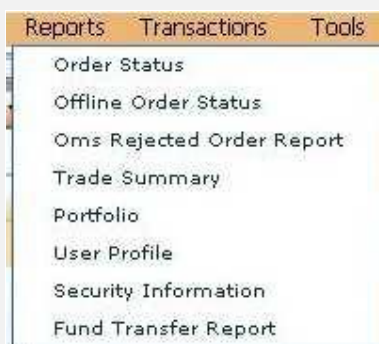 Reports Transactions Tools
Order Status
Offline Order Status
Oms Rejected Order Report
Trade Summary
Portfolio
User Profile
Security Information
Fund Transfer Report